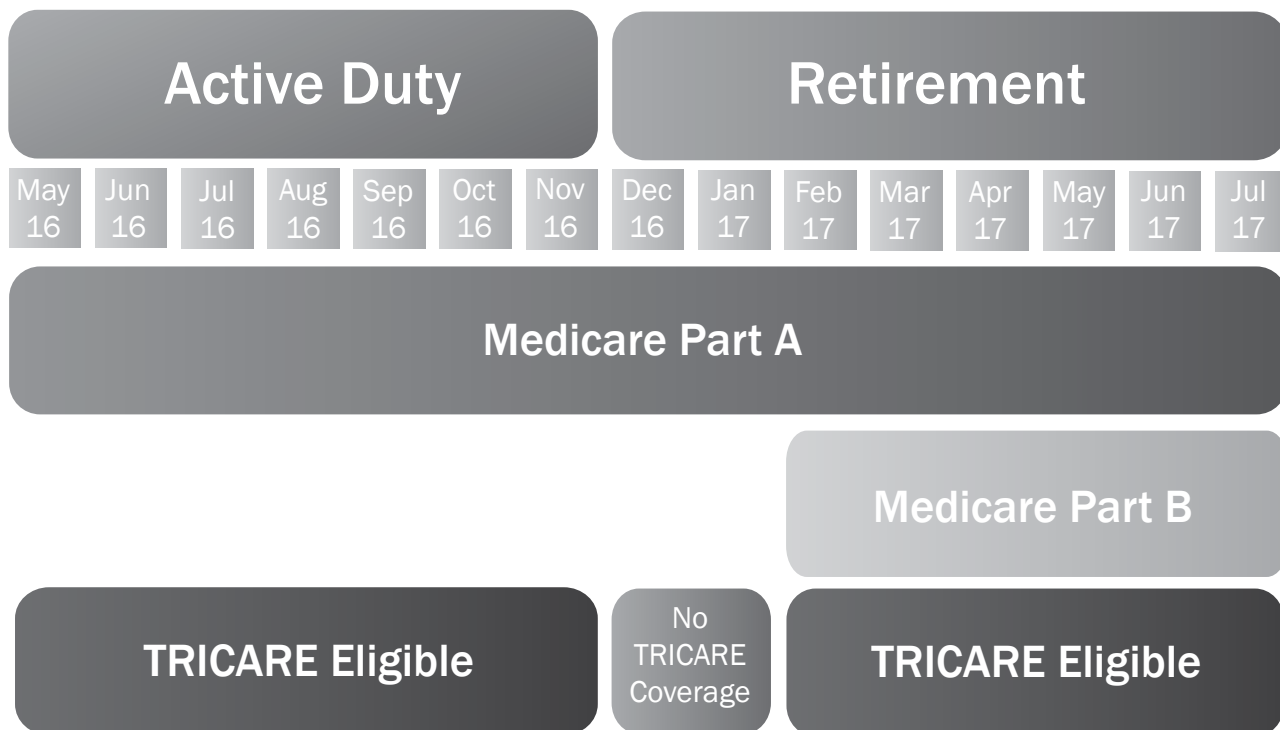 Active Duty
Retirement
May Jun Jul Aug Sep Oct Nov Dec Jan Feb Mar Apr May Jun Jul
16 16 16 16 16 16 16 16 17 17 17 17 17 17 17
Medicare Part A
Medicare Part B
TRICARE Eligible
No
TRICARE
Coverage
TRICARE Eligible